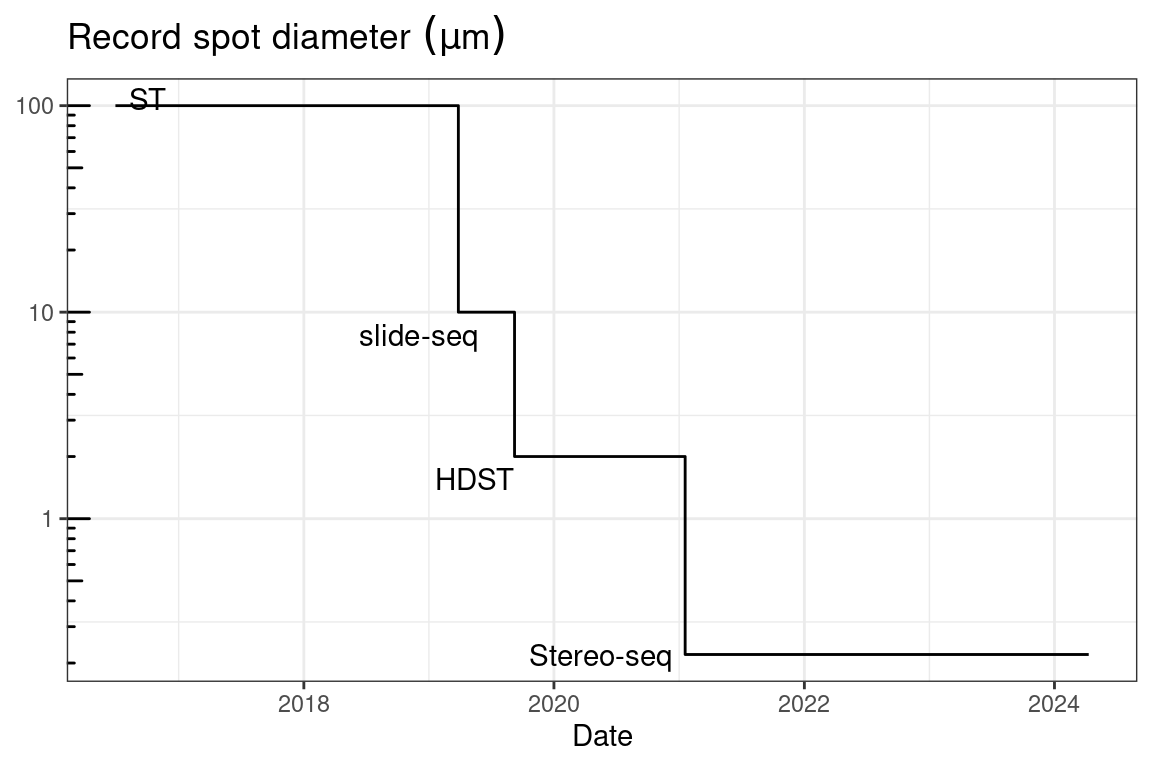 Record spot diameter (µm)
100
ST
10
slide-seq
HDST
1
Stereo-seq
2018 2020 2022 2024
Date